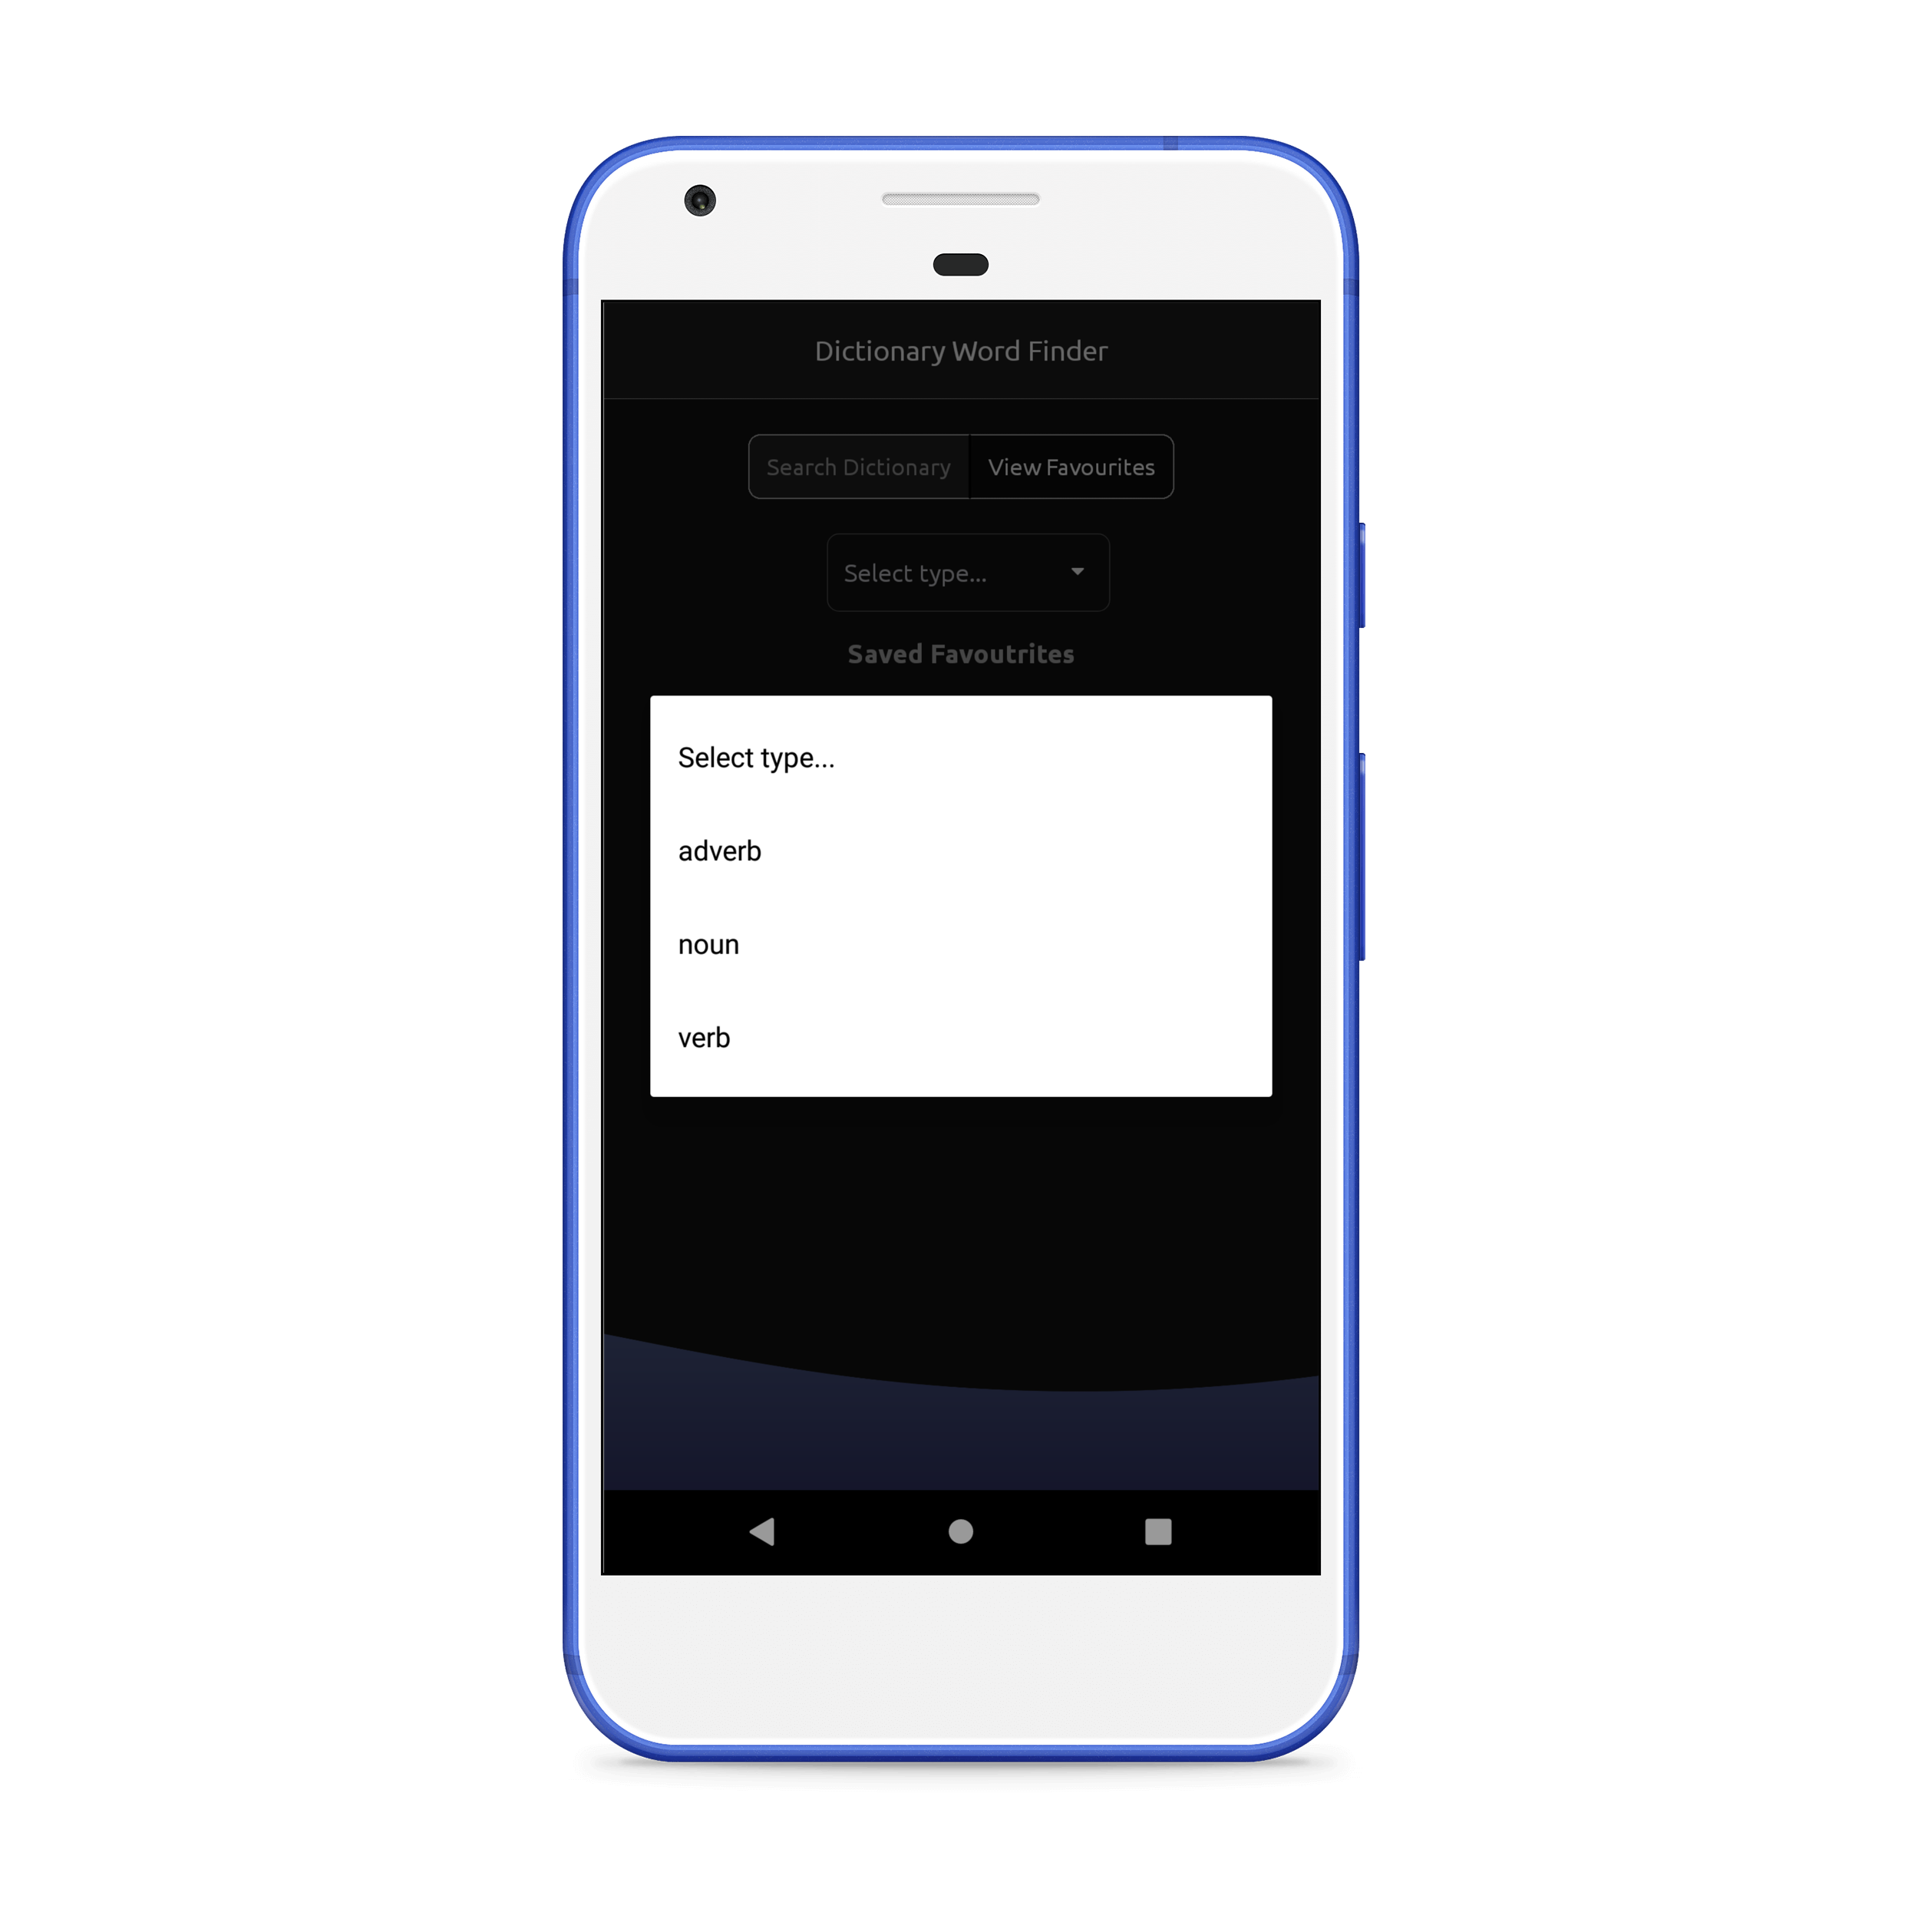 Dictionary Word Finder
Search Dictionary View Favourites
Select type...
Saved Favoutrites
Select type...
adverb
noun
verb